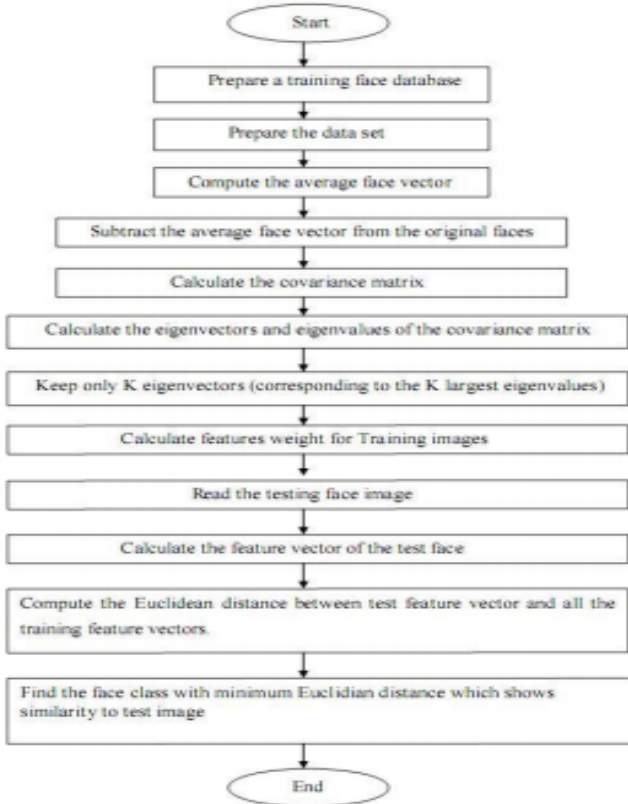 Start
Prepare a training face database
Prepare the data set
Compute the average face vector
Subtract the average face vector from the original faces
Calculate the covariance matrix
Calculate the eigenvectors and eigenvalues of the covariance matrix
Keep only K eigenvectors (corresponding to the K largest eigenvalues)
Calculate features weight for Training images
Read the testing face image
Calculate the feature vector of the test face
Compute the Euclidean distance between test feature vector and all the
training feature vectors.
Find the face class with minimum Euclidian distance which shows
similarity to test image
End